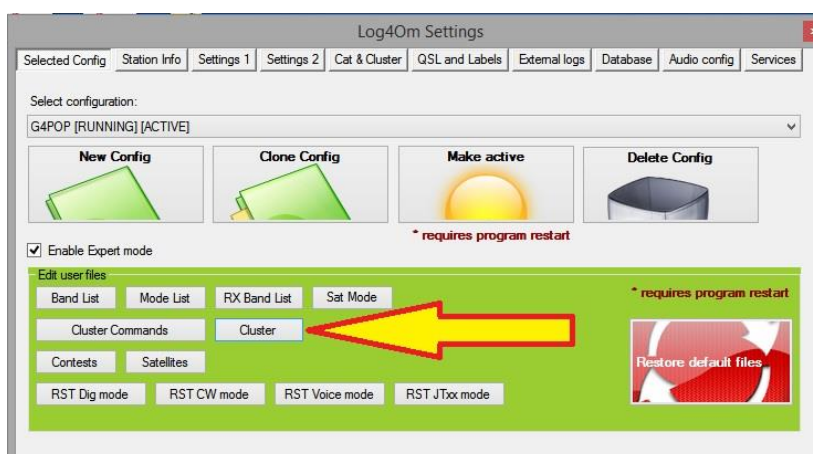 Log4Om Settings
Selected Config Station Info Settings 1 Settings 2 Cat & Cluster QSL and Labels External logs Database Audio config Services
Select configuration:
G4POP [RUNNING] [ACTIVE]
New Config Clone Config Make active Delete Config
* requires program restart
Enable Expert mode
Edit user files
Band List Mode List RX Band List Sat Mode * requires program restart
Cluster Commands Cluster
Contests Satellites Restore default files
RST Dig mode RST CW mode RST Voice mode RST JTxx mode